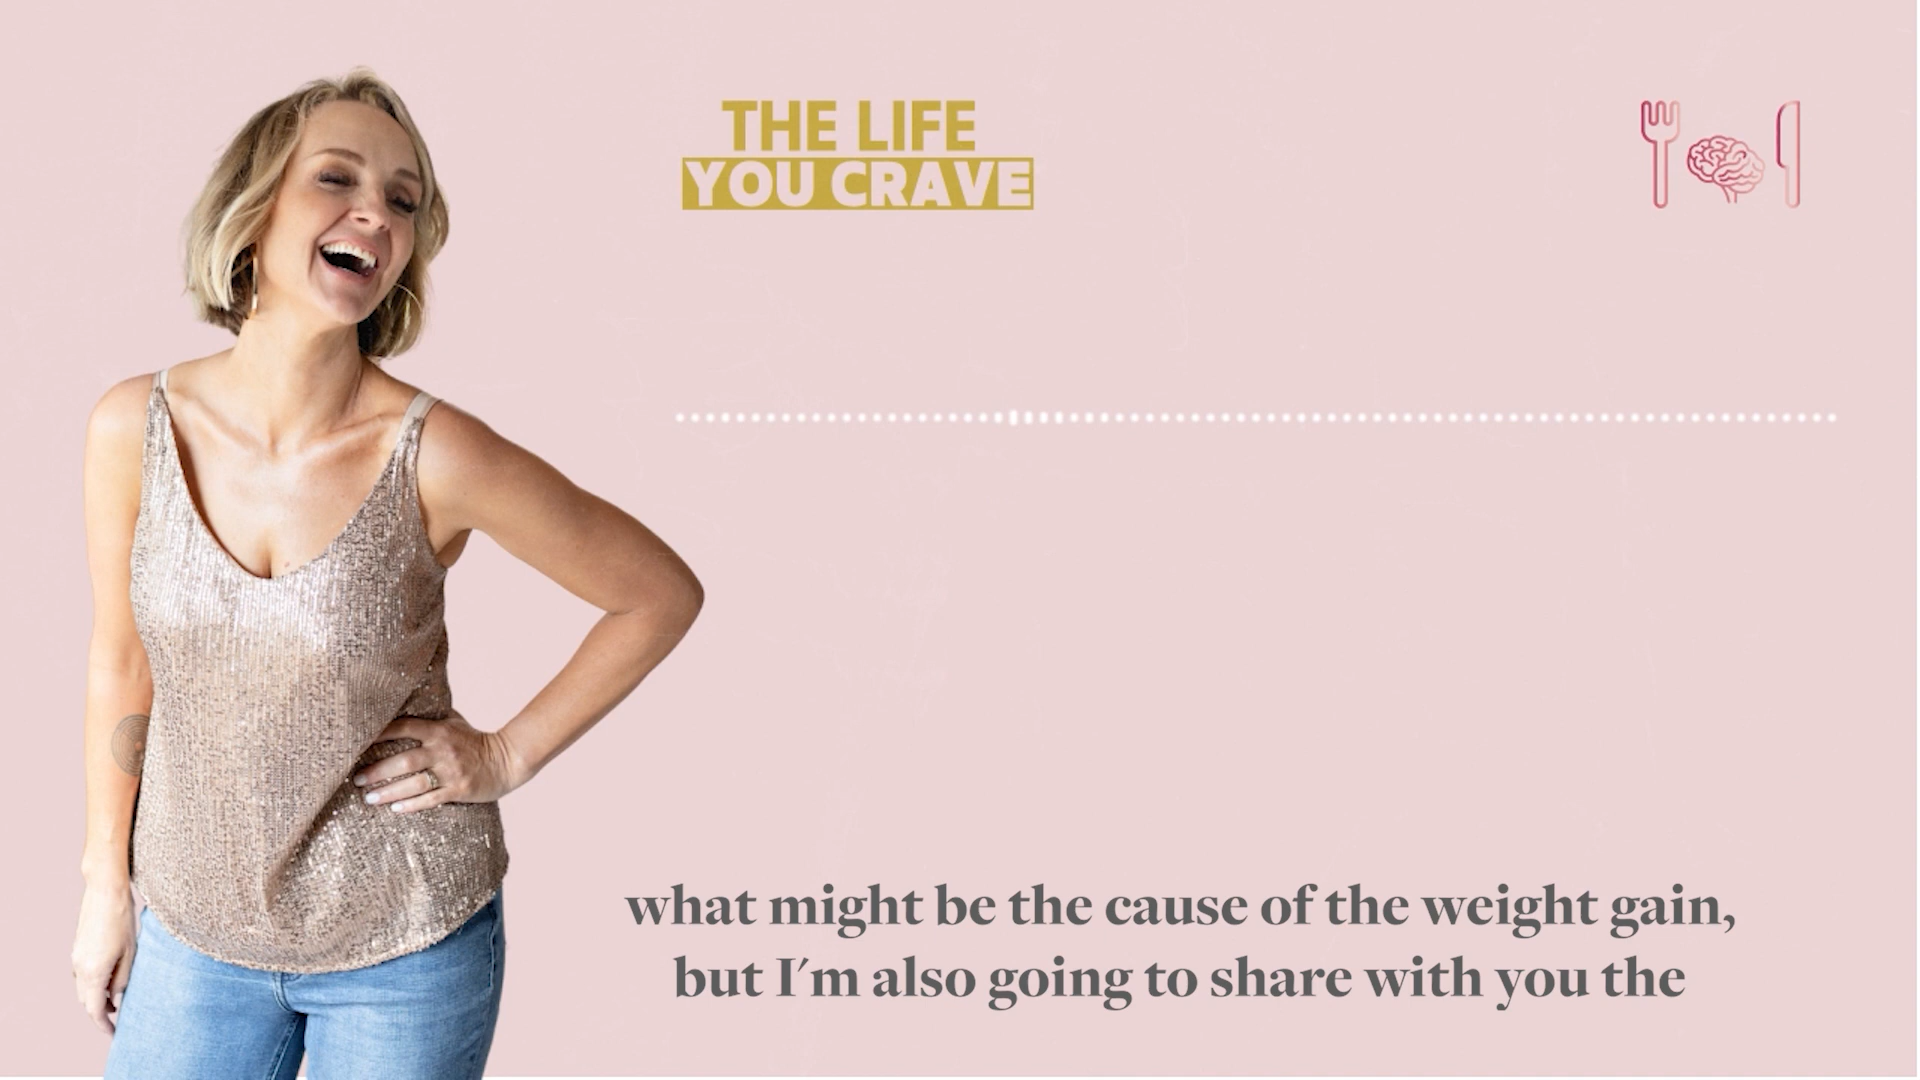 THE LIFE
YOU CRAVE
what might be the cause of the weight gain,
but I'm also going to share with you the